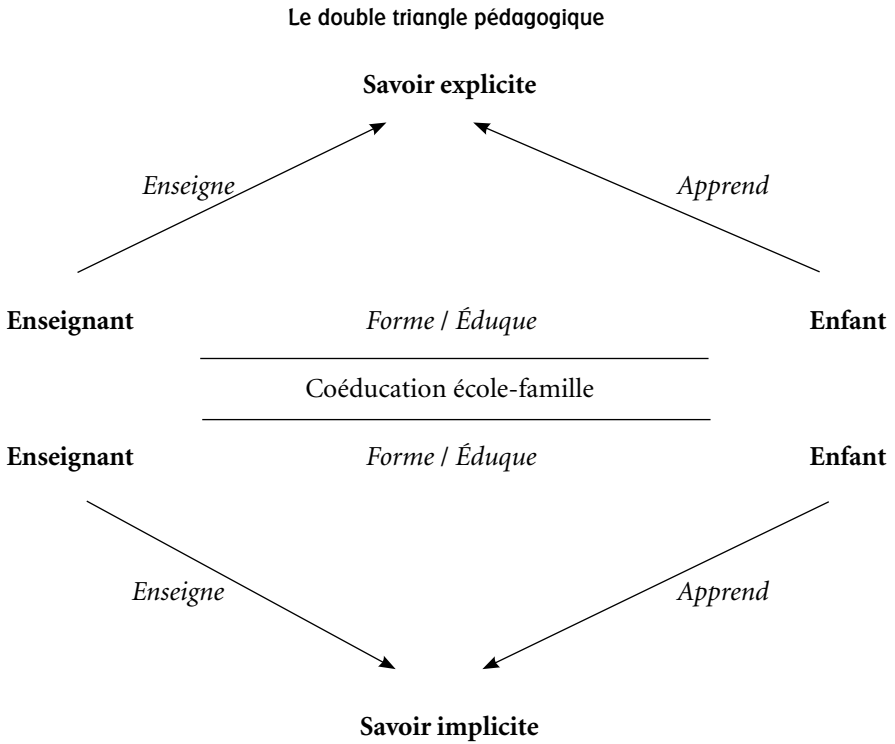 Le double triangle pédagogique
Savoir explicite
Enseigne
Apprend
Enseignant
Forme / Éduque
Enfant
Coéducation école-famille
Enseignant
Forme / Éduque
Enfant
Enseigne
Apprend
Savoir implicite